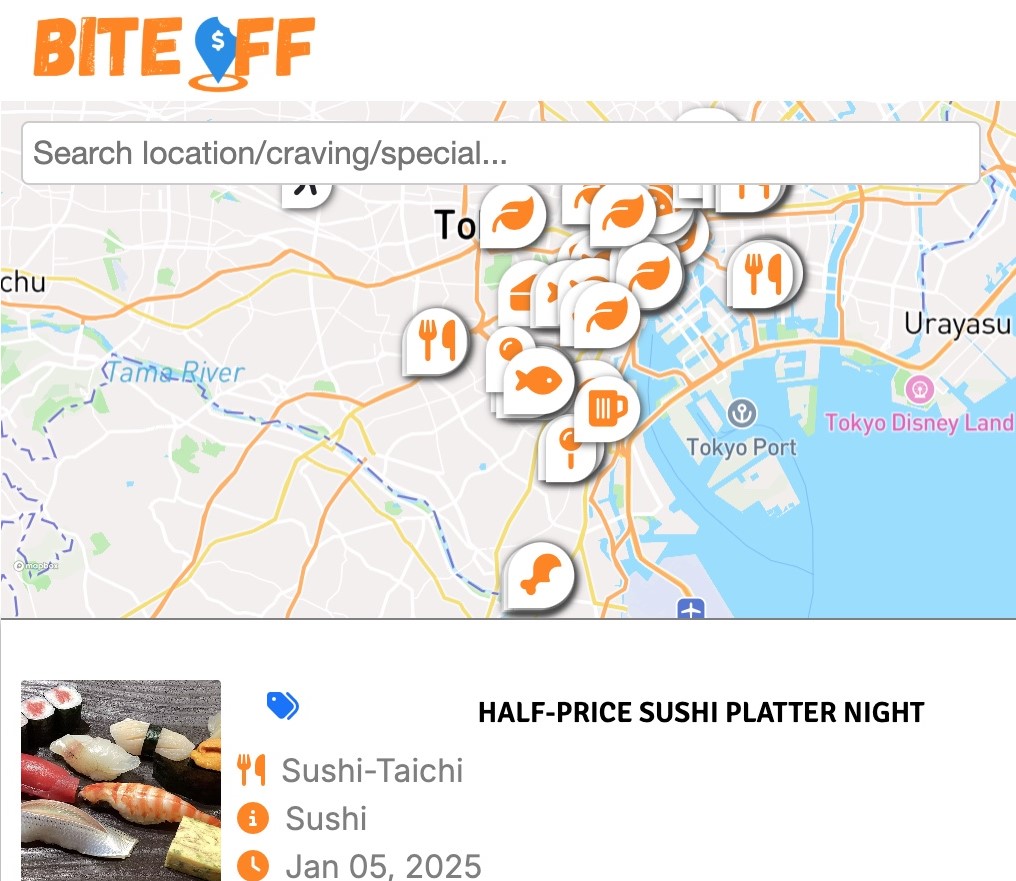 BITE OFF
$
Search location/craving/special...
To
chu
Urayasu
Tama River
Tokyo Disney Land
Tokyo Port
mapbox
HALF-PRICE SUSHI PLATTER NIGHT
Sushi-Taichi
i
Sushi
Jan 05, 2025